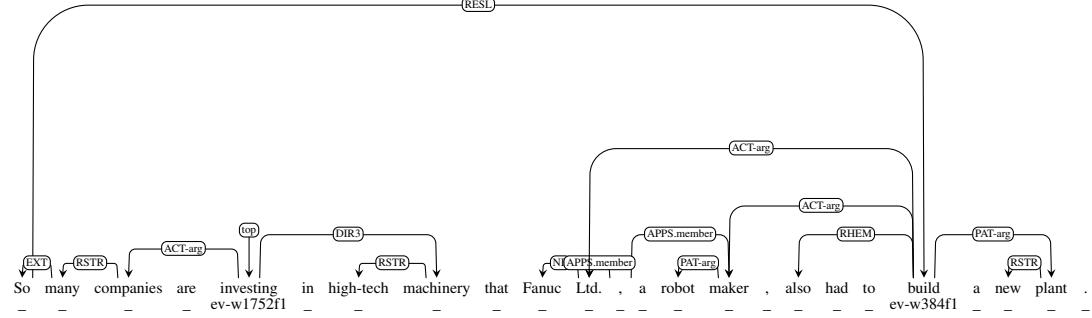 RESL
ACT-arg
ACT-arg
top
ACT-arg DIR3 APPS.member RHEM PAT-arg
EXT RSTR RSTR APPS.member PAT-arg RSTR
So many companies are investing in high-tech machinery that Fanuc Ltd. , a robot maker , also had to build a new plant .
_ _ _ _ ev-w1752f1 _ _ _ _ _ _ _ _ _ _ _ _ _ _ ev-w384f1 _ _ _ _